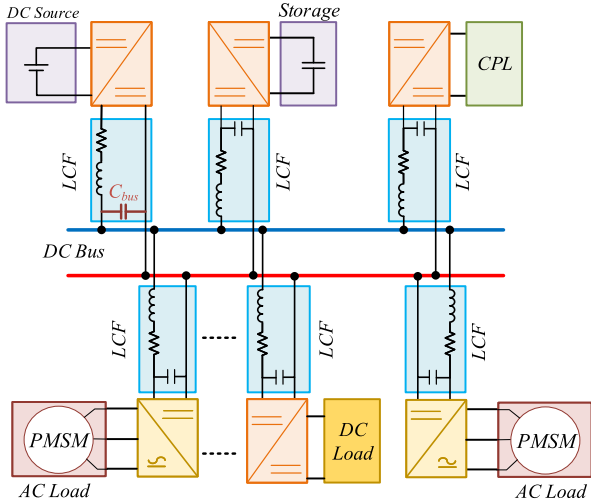 DC Source
Storage
CPL
LCF
C_bus
LCF
LCF
DC Bus
LCF
LCF
LCF
PMSM
AC Load
DC
Load
PMSM
AC Load